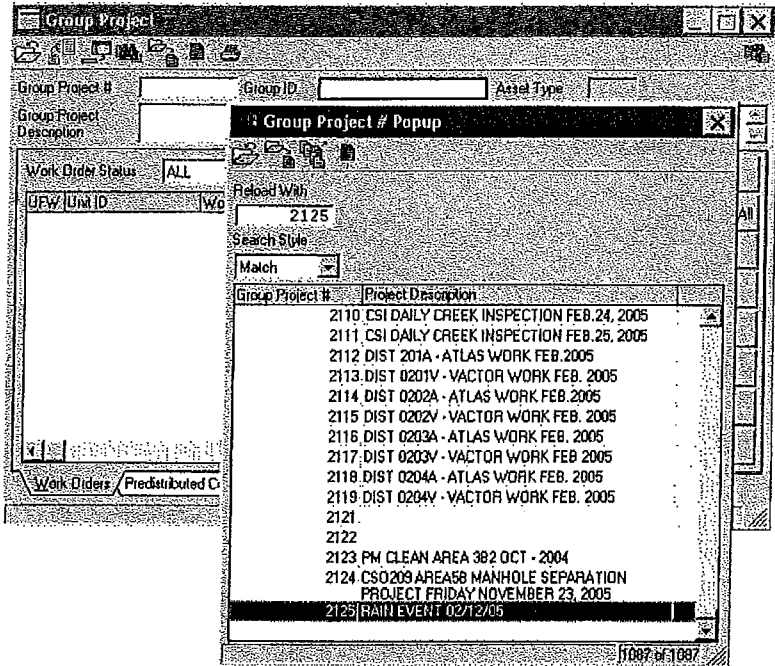 Group Project
Group Project # Group ID Asset Type
Group Project
Description
Group Project # Popup
Work Order Status ALL
Reload With
UFW Unit ID Wo
2125
All
Search Style
Match
Group Project # Project Description
2110 CSI DAILY CREEK INSPECTION FEB.24, 2005
2111 CSI DAILY CREEK INSPECTION FEB.25, 2005
2112 DIST 201A - ATLAS WORK FEB.2005
2113 DIST 0201V - VACTOR WORK FEB. 2005
2114 DIST 0202A - ATLAS WORK FEB.2005
2115 DIST 0202V - VACTOR WORK FEB. 2005
2116 DIST 0203A - ATLAS WORK FEB. 2005
2117 DIST 0203V - VACTOR WORK FEB. 2005
2118 DIST 0204A - ATLAS WORK FEB. 2005
2119 DIST 0204V - VACTOR WORK FEB. 2005
2121
2122
2123 PM CLEAN AREA 3B2 OCT - 2004
2124 CSO209 AREA5B MANHOLE SEPARATION
PROJECT FRIDAY NOVEMBER 23, 2005
2125 RAIN EVENT 02/12/05
Work Orders Predistributed C
1087 of 1087